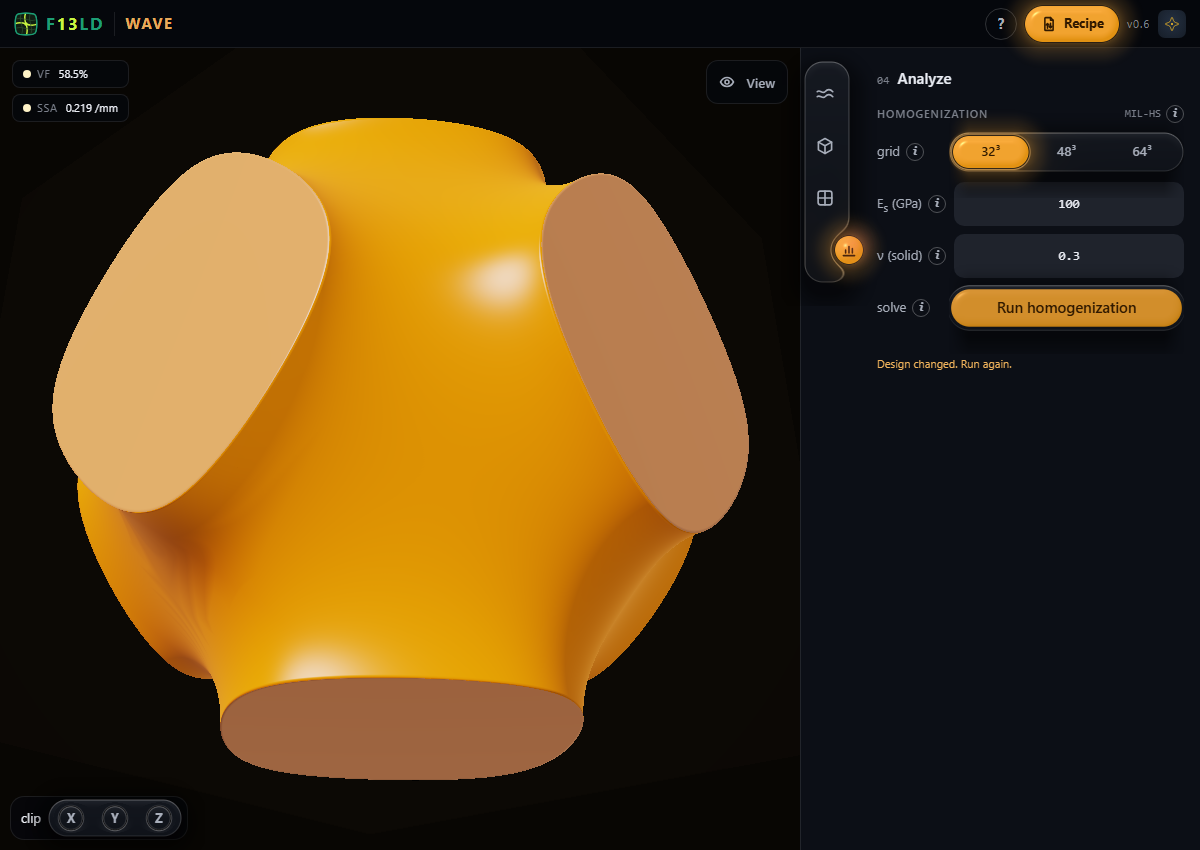 F13LD WAVE
? Recipe v0.6
VF 58.5%
SSA 0.219 /mm
View
04 Analyze
HOMOGENIZATION MIL-HS i
grid i 32³ 48³ 64³
Es (GPa) i 100
ν (solid) i 0.3
solve i Run homogenization
Design changed. Run again.
clip X Y Z